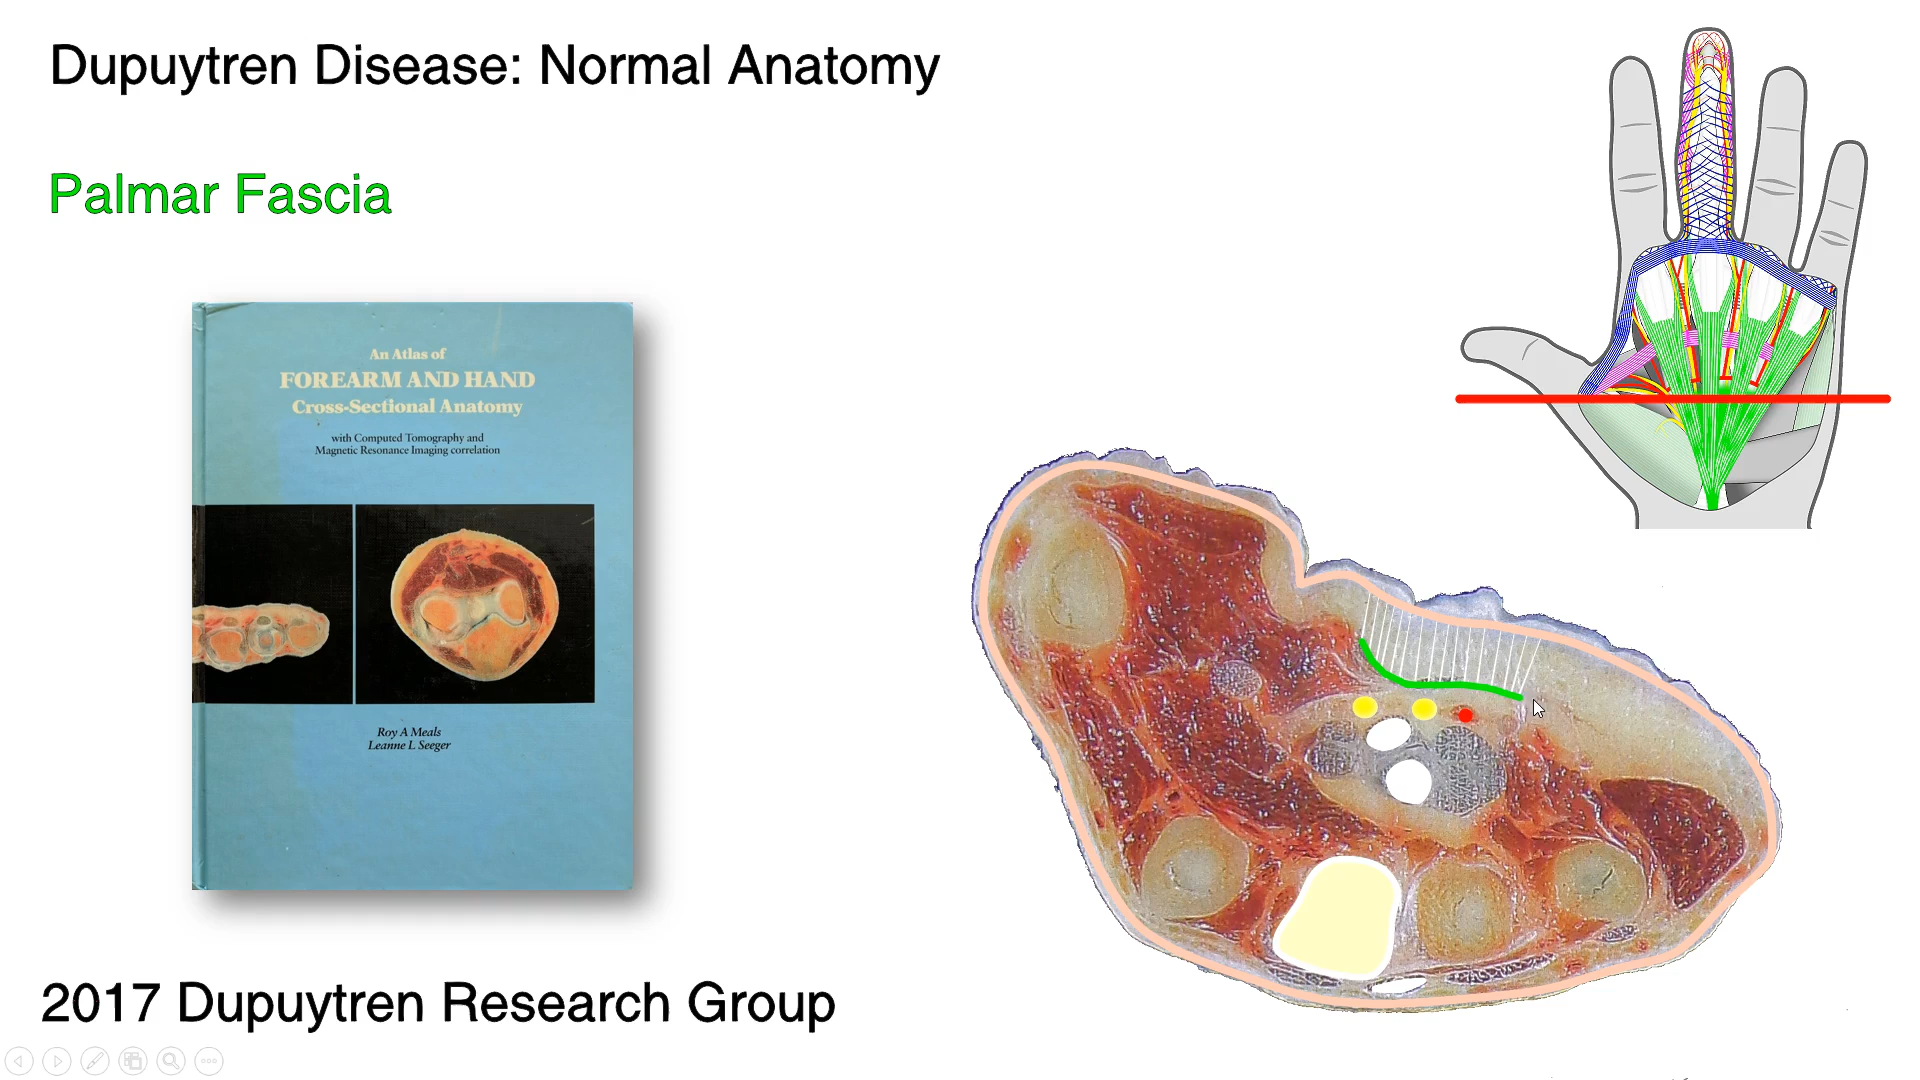 Dupuytren Disease: Normal Anatomy
Palmar Fascia
An Atlas of
FOREARM AND HAND
Cross-Sectional Anatomy
with Computed Tomography and
Magnetic Resonance Imaging correlation
Roy A Meals
Leanne L Seeger
2017 Dupuytren Research Group